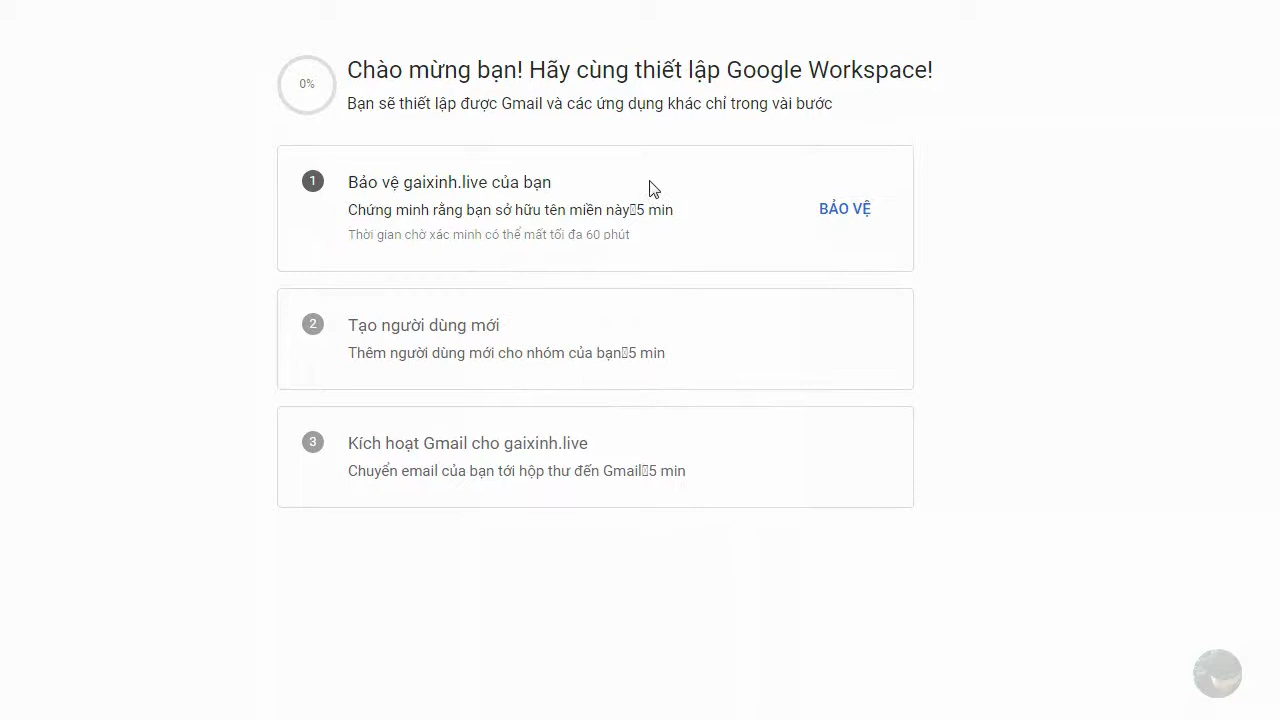 0%
Chào mừng bạn! Hãy cùng thiết lập Google Workspace!
Bạn sẽ thiết lập được Gmail và các ứng dụng khác chỉ trong vài bước
1
Bảo vệ gaixinh.live của bạn
Chứng minh rằng bạn sở hữu tên miền này▯5 min
Thời gian chờ xác minh có thể mất tối đa 60 phút
BẢO VỆ
2
Tạo người dùng mới
Thêm người dùng mới cho nhóm của bạn▯5 min
3
Kích hoạt Gmail cho gaixinh.live
Chuyển email của bạn tới hộp thư đến Gmail▯5 min